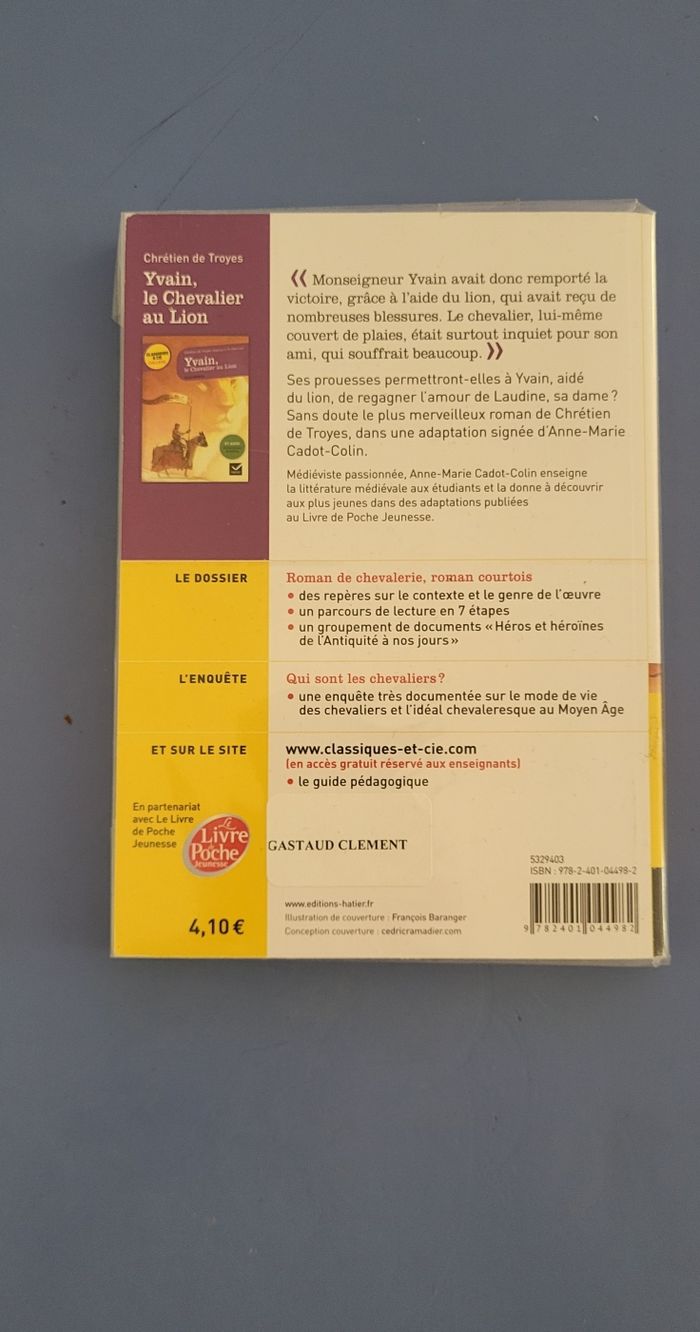 Chrétien de Troyes
Yvain,
le Chevalier
au Lion
Yvain,
le Chevalier au Lion
« Monseigneur Yvain avait donc remporté la
victoire, grâce à l'aide du lion, qui avait reçu de
nombreuses blessures. Le chevalier, lui-même
couvert de plaies, était surtout inquiet pour son
ami, qui souffrait beaucoup. »
Ses prouesses permettront-elles à Yvain, aidé
du lion, de regagner l'amour de Laudine, sa dame ?
Sans doute le plus merveilleux roman de Chrétien
de Troyes, dans une adaptation signée d'Anne-Marie
Cadot-Colin.
Médiéviste passionnée, Anne-Marie Cadot-Colin enseigne
la littérature médiévale aux étudiants et la donne à découvrir
aux plus jeunes dans des adaptations publiées
au Livre de Poche Jeunesse.
LE DOSSIER
Roman de chevalerie, roman courtois
• des repères sur le contexte et le genre de l'œuvre
• un parcours de lecture en 7 étapes
• un groupement de documents « Héros et héroïnes
de l'Antiquité à nos jours »
L'ENQUÊTE
Qui sont les chevaliers ?
• une enquête très documentée sur le mode de vie
des chevaliers et l'idéal chevaleresque au Moyen Âge
ET SUR LE SITE
www.classiques-et-cie.com
(en accès gratuit réservé aux enseignants)
• le guide pédagogique
En partenariat
avec Le Livre
de Poche
Jeunesse
Le
Livre
de
Poche
Jeunesse
GASTAUD CLEMENT
4,10 €
www.editions-hatier.fr
Illustration de couverture : François Baranger
Conception couverture : cedricramadier.com
5329403
ISBN : 978-2-401-04498-2
9 782401 044982